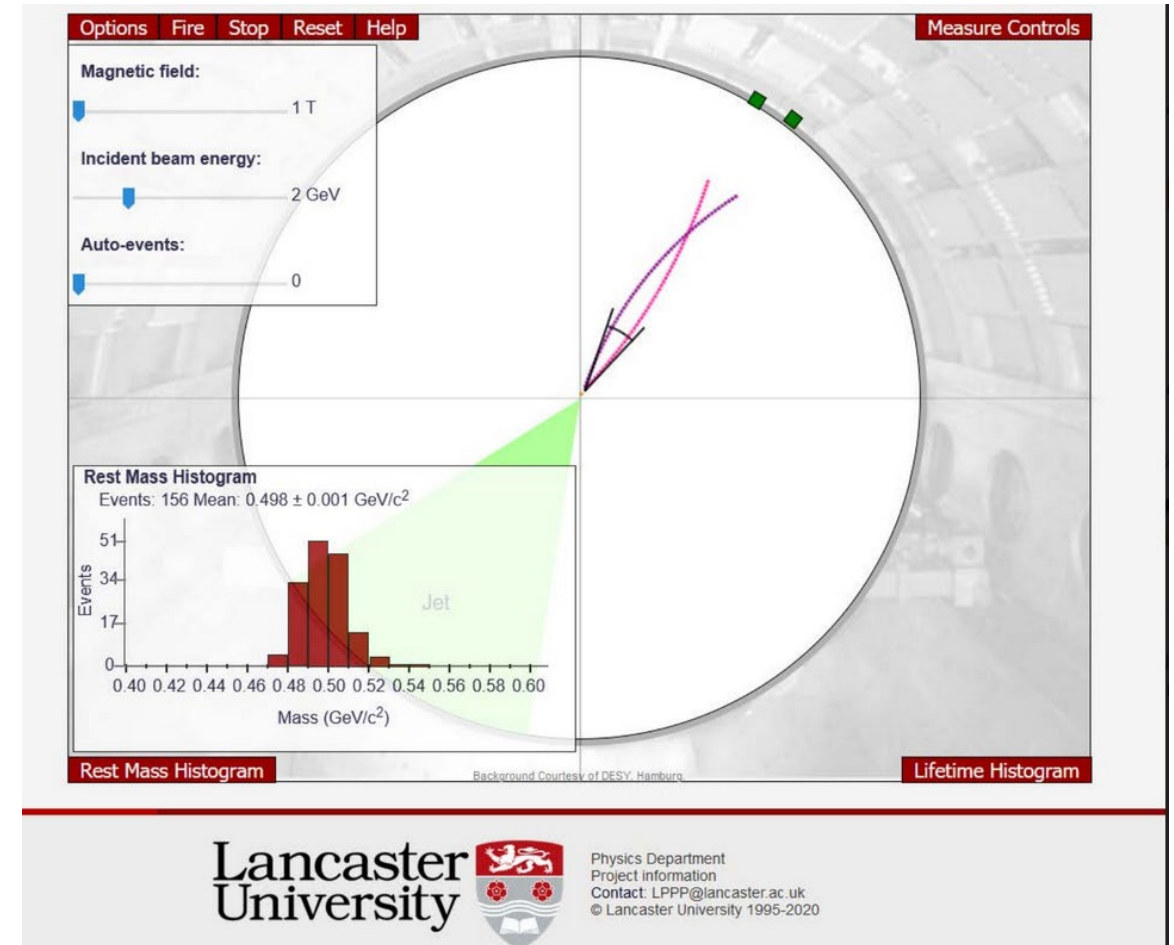 Options Fire Stop Reset Help
Measure Controls
Magnetic field:
1 T
Incident beam energy:
2 GeV
Auto-events:
0
Rest Mass Histogram
Events: 156 Mean: 0.498 ± 0.001 GeV/c²
51
34
17
0
Events
Jet
0.40 0.42 0.44 0.46 0.48 0.50 0.52 0.54 0.56 0.58 0.60
Mass (GeV/c²)
Rest Mass Histogram
Background Courtesy of DESY, Hamburg.
Lifetime Histogram
Lancaster
University
Physics Department
Project information
Contact: LPPP@lancaster.ac.uk
© Lancaster University 1995-2020